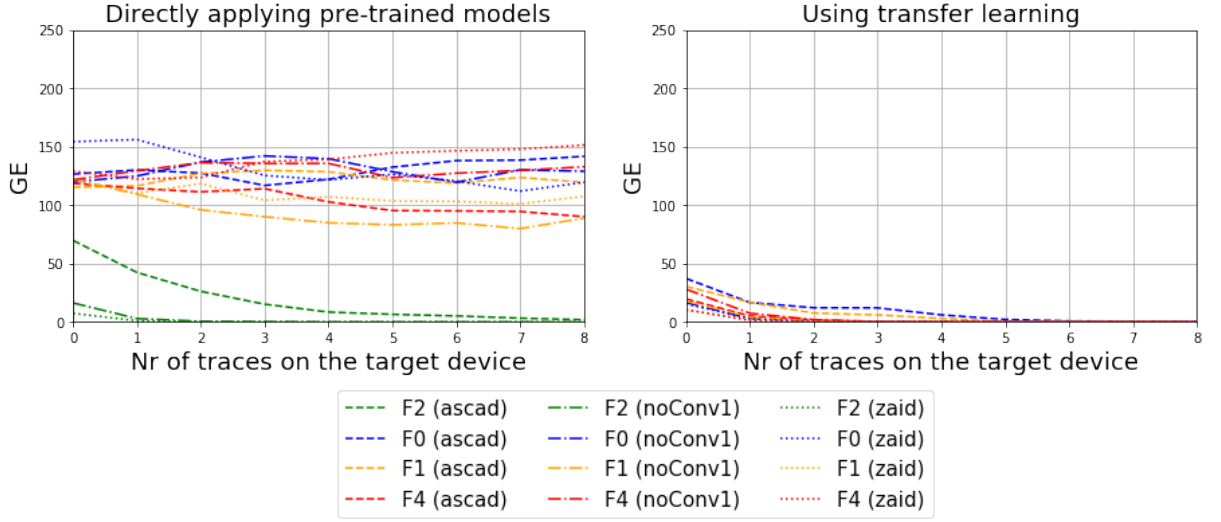 Directly applying pre-trained models
250
200
150
100
50
0
GE
0 1 2 3 4 5 6 7 8
Nr of traces on the target device
Using transfer learning
250
200
150
100
50
0
GE
0 1 2 3 4 5 6 7 8
Nr of traces on the target device
F2 (ascad) F2 (noConv1) F2 (zaid)
F0 (ascad) F0 (noConv1) F0 (zaid)
F1 (ascad) F1 (noConv1) F1 (zaid)
F4 (ascad) F4 (noConv1) F4 (zaid)